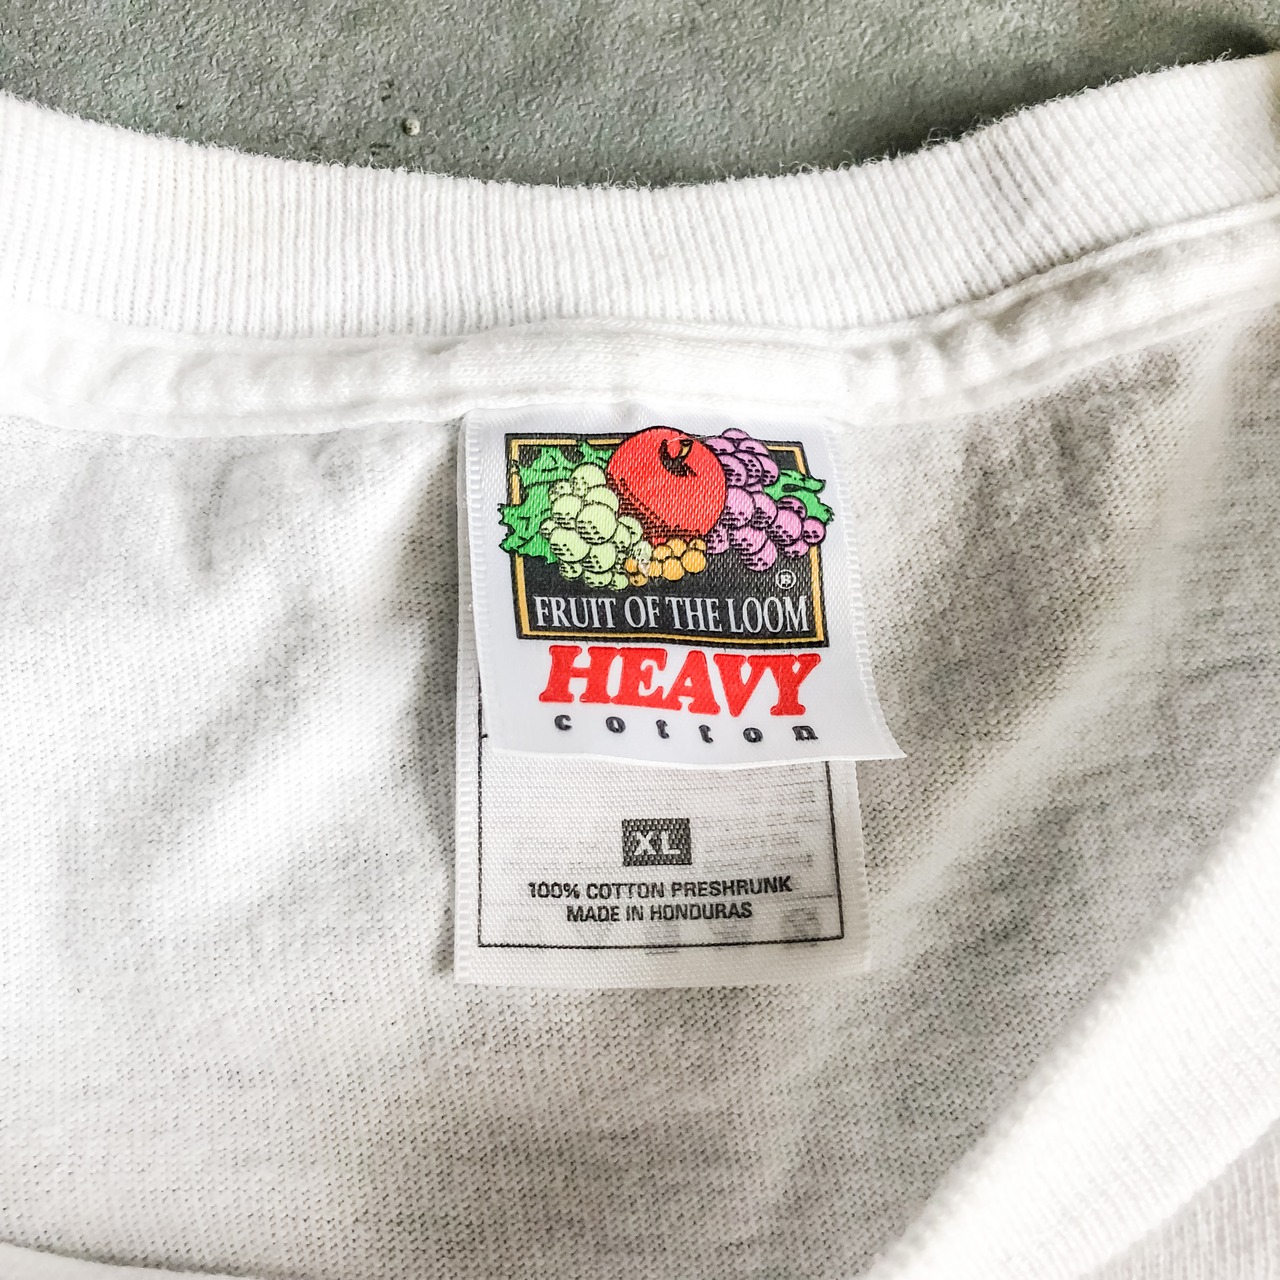 ®
FRUIT OF THE LOOM
HEAVY
cotton
XL
100% COTTON PRESHRUNK
MADE IN HONDURAS